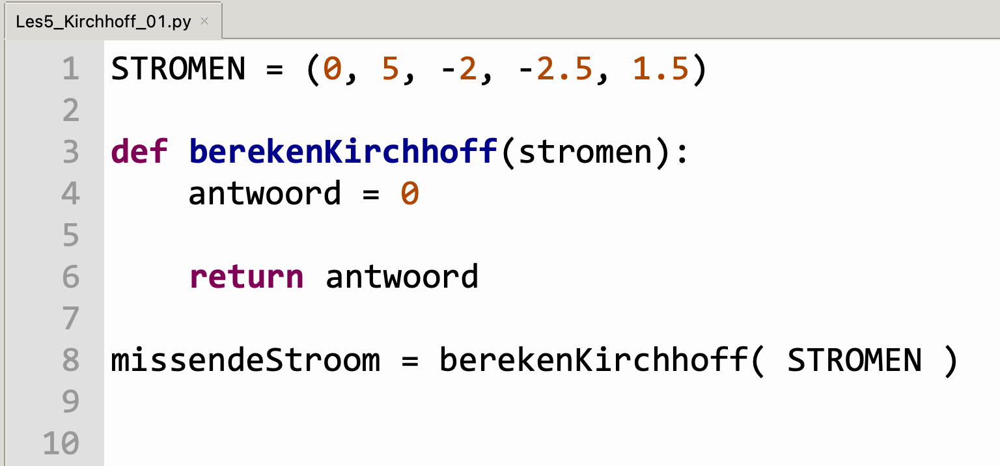 Les5_Kirchhoff_01.py ×
1 STROMEN = (0, 5, -2, -2.5, 1.5)
2
3 def berekenKirchhoff(stromen):
4     antwoord = 0
5
6     return antwoord
7
8 missendeStroom = berekenKirchhoff( STROMEN )
9
10